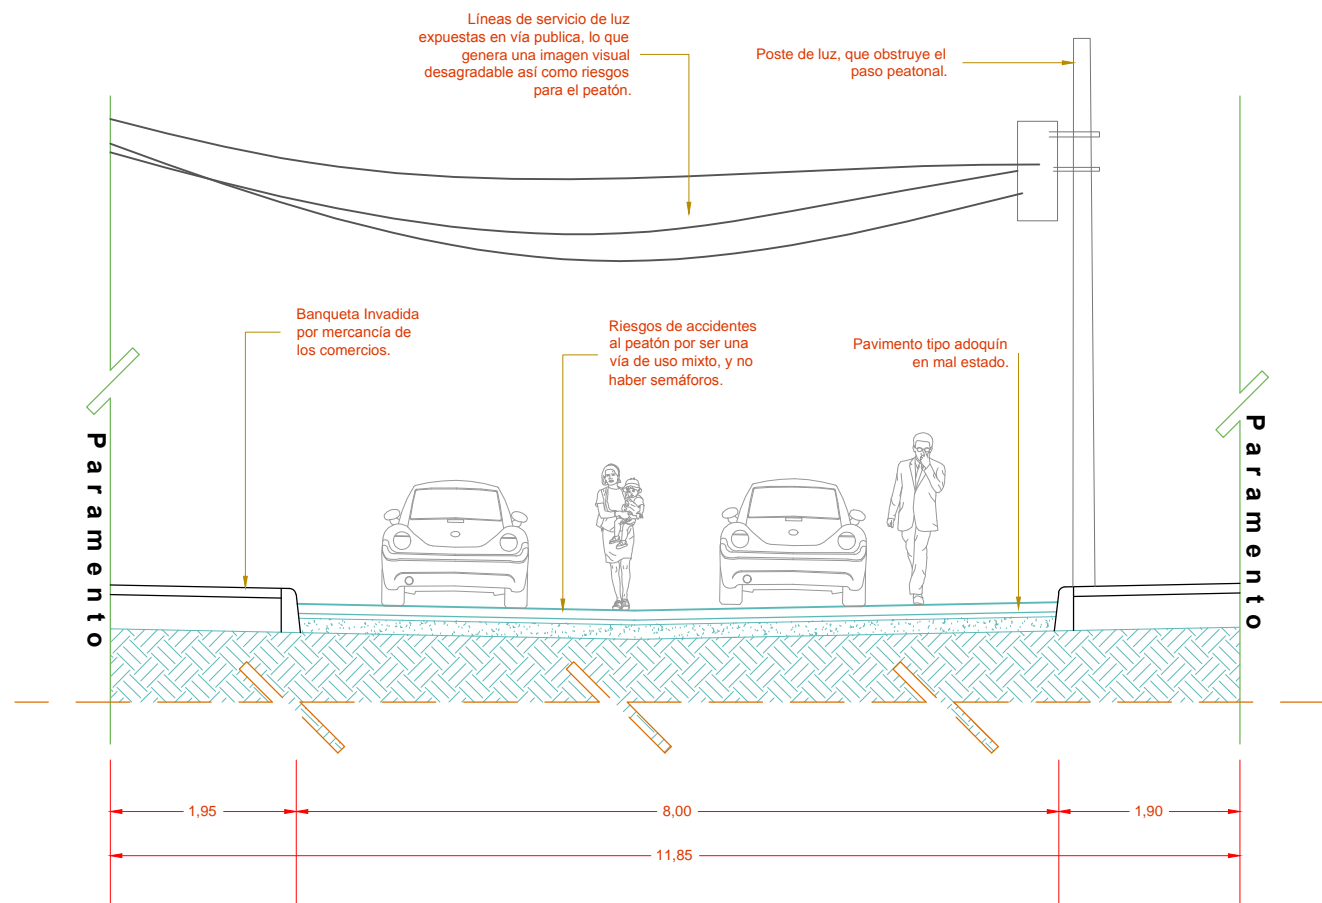 Líneas de servicio de luz
expuestas en vía publica, lo que
genera una imagen visual
desagradable así como riesgos
para el peatón.
Poste de luz, que obstruye el
paso peatonal.
Banqueta Invadida
por mercancía de
los comercios.
Riesgos de accidentes
al peatón por ser una
vía de uso mixto, y no
haber semáforos.
Pavimento tipo adoquín
en mal estado.
Paramento
Paramento
1,95
8,00
1,90
11,85